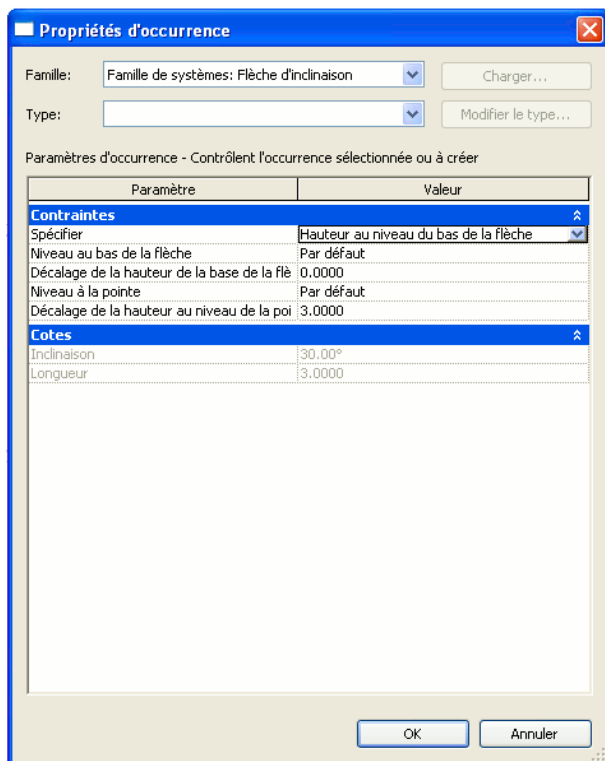 Propriétés d'occurrence
Famille: Famille de systèmes: Flèche d'inclinaison Charger...
Type: Modifier le type...
Paramètres d'occurrence - Contrôlent l'occurrence sélectionnée ou à créer
Paramètre Valeur
Contraintes
Spécifier Hauteur au niveau du bas de la flèche
Niveau au bas de la flèche Par défaut
Décalage de la hauteur de la base de la flè 0.0000
Niveau à la pointe Par défaut
Décalage de la hauteur au niveau de la poi 3.0000
Cotes
Inclinaison 30.00°
Longueur 3.0000
OK Annuler